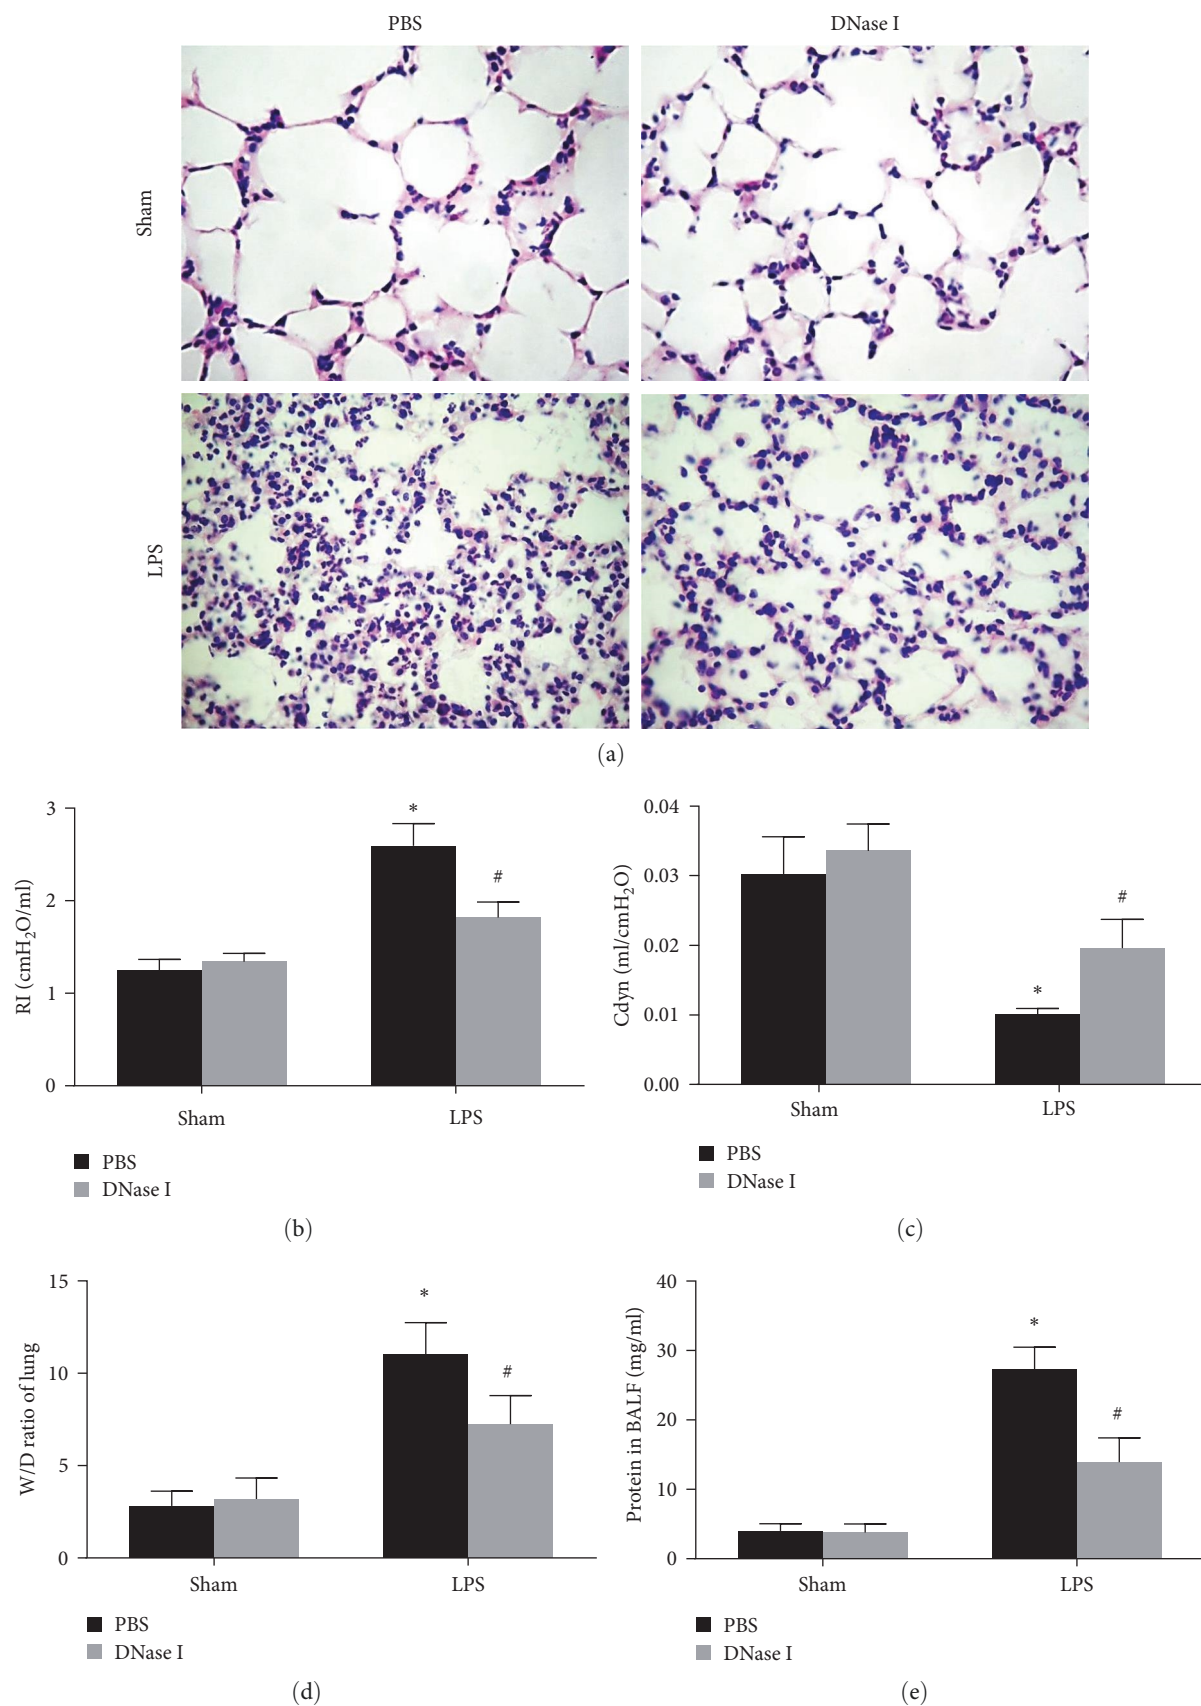 PBS
DNase I
Sham
LPS
(a)
RI (cmH₂O/ml)
3
2
1
0
*
#
Sham
LPS
PBS
DNase I
(b)
Cdyn (ml/cmH₂O)
0.04
0.03
0.02
0.01
0.00
*
#
Sham
LPS
PBS
DNase I
(c)
W/D ratio of lung
15
10
5
0
*
#
Sham
LPS
PBS
DNase I
(d)
Protein in BALF (mg/ml)
40
30
20
10
0
*
#
Sham
LPS
PBS
DNase I
(e)